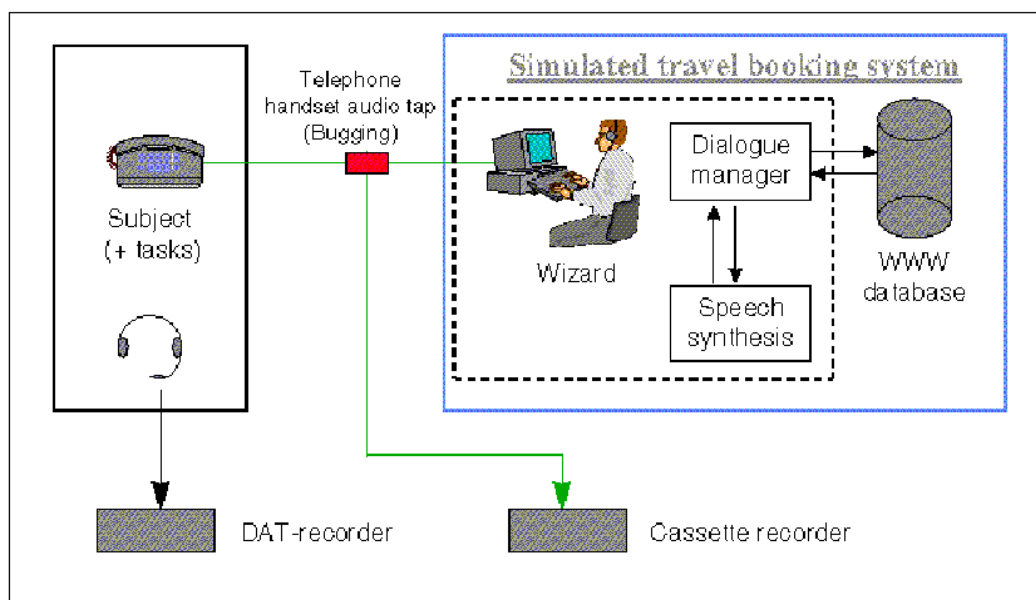 Simulated travel booking system
Telephone
handset audio tap
(Bugging)
Subject
(+ tasks)
Wizard
Dialogue
manager
Speech
synthesis
WWW
database
DAT-recorder
Cassette recorder